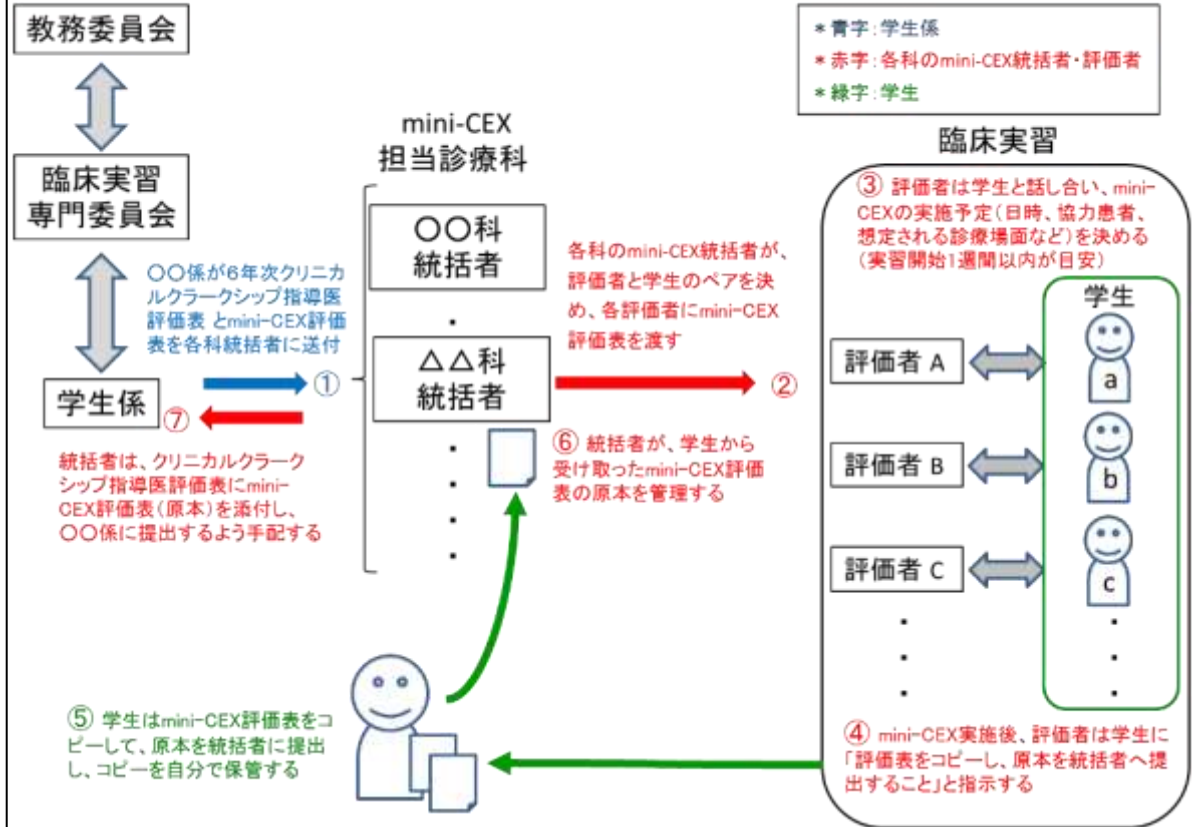 教務委員会
臨床実習
専門委員会
学生係
＊青字：学生係
＊赤字：各科のmini-CEX統括者・評価者
＊緑字：学生
mini-CEX
担当診療科
〇〇科
統括者
・
△△科
統括者
・
・
・
・
〇〇係が6年次クリニカ
ルクラークシップ指導医
評価表 とmini-CEX評価
表を各科統括者に送付
①
各科のmini-CEX統括者が、
評価者と学生のペアを決
め、各評価者にmini-CEX
評価表を渡す
②
臨床実習
③ 評価者は学生と話し合い、mini-
CEXの実施予定（日時、協力患者、
想定される診療場面など）を決める
（実習開始1週間以内が目安）
学生
評価者 A
a
評価者 B
b
評価者 C
c
・ ・
・ ・
・ ・
④ mini-CEX実施後、評価者は学生に
「評価表をコピーし、原本を統括者へ提
出すること」と指示する
⑤ 学生はmini-CEX評価表をコ
ピーして、原本を統括者に提出
し、コピーを自分で保管する
⑥ 統括者が、学生から
受け取ったmini-CEX評価
表の原本を管理する
⑦
統括者は、クリニカルクラーク
シップ指導医評価表にmini-
CEX評価表（原本）を添付し、
〇〇係に提出するよう手配する